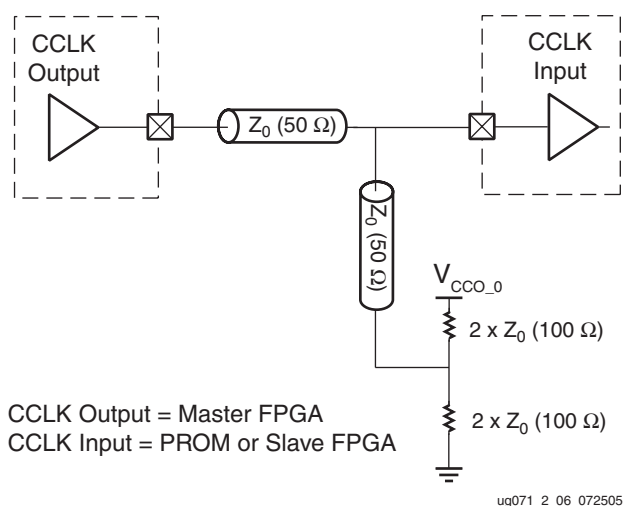 CCLK
Output
CCLK
Input
Z0 (50 Ω)
Z0 (50 Ω)
VCCO_0
2 x Z0 (100 Ω)
2 x Z0 (100 Ω)
CCLK Output = Master FPGA
CCLK Input = PROM or Slave FPGA
ug071_2_06_072505